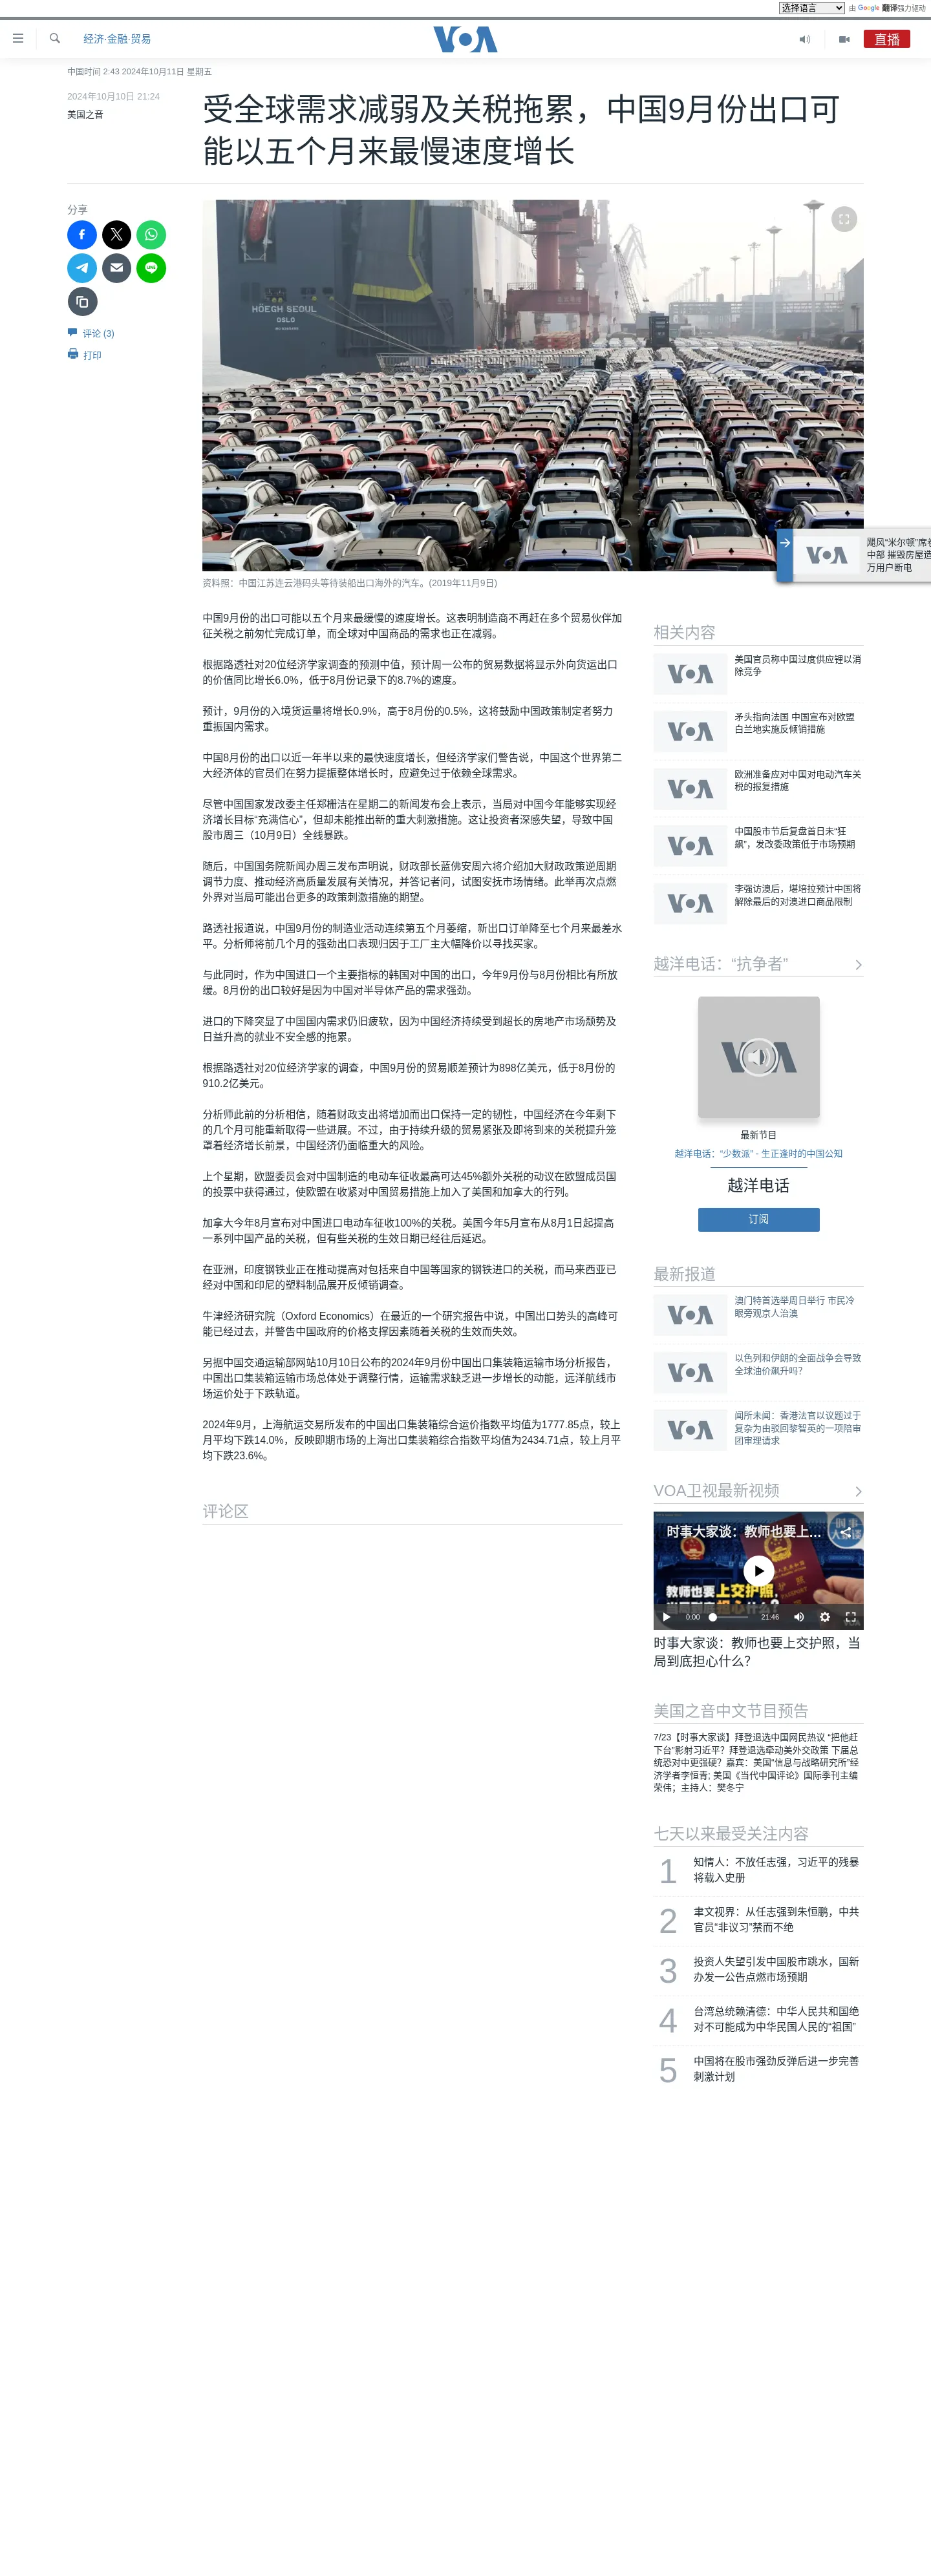 选择语言 由 Google 翻译强力驱动
经济·金融·贸易
VOA
直播
中国时间 2:43 2024年10月11日 星期五
2024年10月10日 21:24
美国之音
受全球需求减弱及关税拖累，中国9月份出口可
能以五个月来最慢速度增长
分享
评论 (3)
打印
HÖEGH SEOUL
OSLO
资料照：中国江苏连云港码头等待装船出口海外的汽车。(2019年11月9日)
飓风“米尔顿”席卷
中部 摧毁房屋造
万用户断电
中国9月份的出口可能以五个月来最缓慢的速度增长。这表明制造商不再赶在多个贸易伙伴加
征关税之前匆忙完成订单，而全球对中国商品的需求也正在减弱。
根据路透社对20位经济学家调查的预测中值，预计周一公布的贸易数据将显示外向货运出口
的价值同比增长6.0%，低于8月份记录下的8.7%的速度。
预计，9月份的入境货运量将增长0.9%，高于8月份的0.5%，这将鼓励中国政策制定者努力
重振国内需求。
中国8月份的出口以近一年半以来的最快速度增长，但经济学家们警告说，中国这个世界第二
大经济体的官员们在努力提振整体增长时，应避免过于依赖全球需求。
尽管中国国家发改委主任郑栅洁在星期二的新闻发布会上表示，当局对中国今年能够实现经
济增长目标“充满信心”，但却未能推出新的重大刺激措施。这让投资者深感失望，导致中国
股市周三（10月9日）全线暴跌。
随后，中国国务院新闻办周三发布声明说，财政部长蓝佛安周六将介绍加大财政政策逆周期
调节力度、推动经济高质量发展有关情况，并答记者问，试图安抚市场情绪。此举再次点燃
外界对当局可能出台更多的政策刺激措施的期望。
路透社报道说，中国9月份的制造业活动连续第五个月萎缩，新出口订单降至七个月来最差水
平。分析师将前几个月的强劲出口表现归因于工厂主大幅降价以寻找买家。
与此同时，作为中国进口一个主要指标的韩国对中国的出口，今年9月份与8月份相比有所放
缓。8月份的出口较好是因为中国对半导体产品的需求强劲。
进口的下降突显了中国国内需求仍旧疲软，因为中国经济持续受到超长的房地产市场颓势及
日益升高的就业不安全感的拖累。
根据路透社对20位经济学家的调查，中国9月份的贸易顺差预计为898亿美元，低于8月份的
910.2亿美元。
分析师此前的分析相信，随着财政支出将增加而出口保持一定的韧性，中国经济在今年剩下
的几个月可能重新取得一些进展。不过，由于持续升级的贸易紧张及即将到来的关税提升笼
罩着经济增长前景，中国经济仍面临重大的风险。
上个星期，欧盟委员会对中国制造的电动车征收最高可达45%额外关税的动议在欧盟成员国
的投票中获得通过，使欧盟在收紧对中国贸易措施上加入了美国和加拿大的行列。
加拿大今年8月宣布对中国进口电动车征收100%的关税。美国今年5月宣布从8月1日起提高
一系列中国产品的关税，但有些关税的生效日期已经往后延迟。
在亚洲，印度钢铁业正在推动提高对包括来自中国等国家的钢铁进口的关税，而马来西亚已
经对中国和印尼的塑料制品展开反倾销调查。
牛津经济研究院（Oxford Economics）在最近的一个研究报告中说，中国出口势头的高峰可
能已经过去，并警告中国政府的价格支撑因素随着关税的生效而失效。
另据中国交通运输部网站10月10日公布的2024年9月份中国出口集装箱运输市场分析报告，
中国出口集装箱运输市场总体处于调整行情，运输需求缺乏进一步增长的动能，远洋航线市
场运价处于下跌轨道。
2024年9月，上海航运交易所发布的中国出口集装箱综合运价指数平均值为1777.85点，较上
月平均下跌14.0%，反映即期市场的上海出口集装箱综合指数平均值为2434.71点，较上月平
均下跌23.6%。
评论区
相关内容
美国官员称中国过度供应锂以消
除竞争
矛头指向法国 中国宣布对欧盟
白兰地实施反倾销措施
欧洲准备应对中国对电动汽车关
税的报复措施
中国股市节后复盘首日未“狂
飙”，发改委政策低于市场预期
李强访澳后，堪培拉预计中国将
解除最后的对澳进口商品限制
越洋电话：“抗争者”
最新节目
越洋电话：“少数派” - 生正逢时的中国公知
越洋电话
订阅
最新报道
澳门特首选举周日举行 市民冷
眼旁观京人治澳
以色列和伊朗的全面战争会导致
全球油价飙升吗？
闻所未闻：香港法官以议题过于
复杂为由驳回黎智英的一项陪审
团审理请求
VOA卫视最新视频
时事大家谈：教师也要上...
教师也要上交护照,
当局到底担心什么?
0:00 21:46
时事大家谈：教师也要上交护照，当
局到底担心什么？
美国之音中文节目预告
7/23【时事大家谈】拜登退选中国网民热议 “把他赶
下台”影射习近平？拜登退选牵动美外交政策 下届总
统恐对中更强硬？嘉宾：美国“信息与战略研究所”经
济学者李恒青; 美国《当代中国评论》国际季刊主编
荣伟；主持人：樊冬宁
七天以来最受关注内容
1 知情人：不放任志强，习近平的残暴
将载入史册
2 聿文视界：从任志强到朱恒鹏，中共
官员“非议习”禁而不绝
3 投资人失望引发中国股市跳水，国新
办发一公告点燃市场预期
4 台湾总统赖清德：中华人民共和国绝
对不可能成为中华民国人民的“祖国”
5 中国将在股市强劲反弹后进一步完善
刺激计划